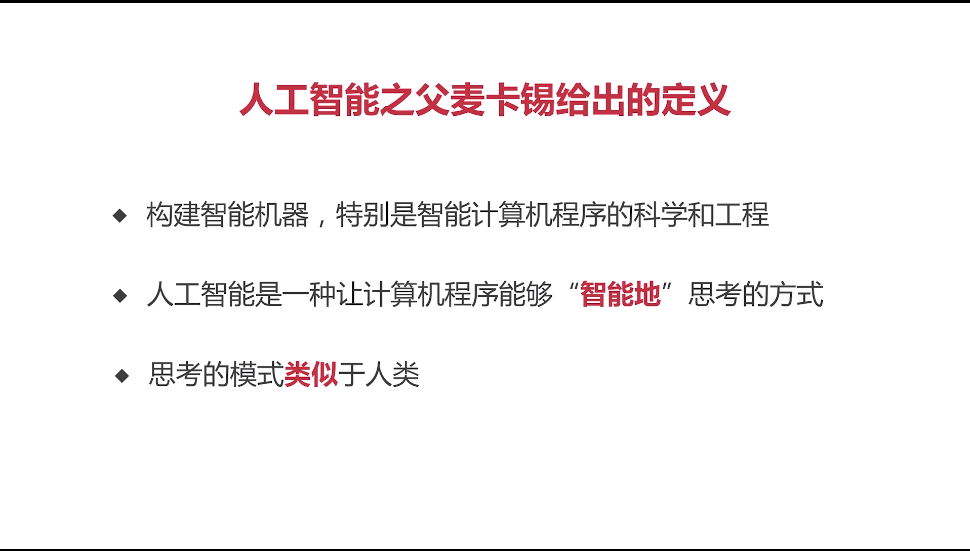 人工智能之父麦卡锡给出的定义
◆ 构建智能机器，特别是智能计算机程序的科学和工程
◆ 人工智能是一种让计算机程序能够“智能地”思考的方式
◆ 思考的模式类似于人类